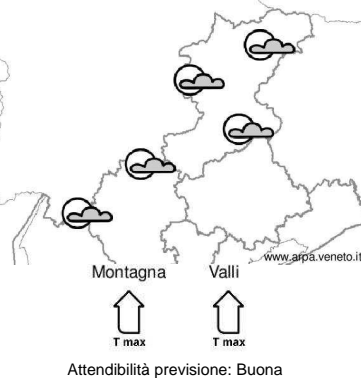 www.arpa.veneto.it
Montagna Valli
T max T max
Attendibilità previsione: Buona